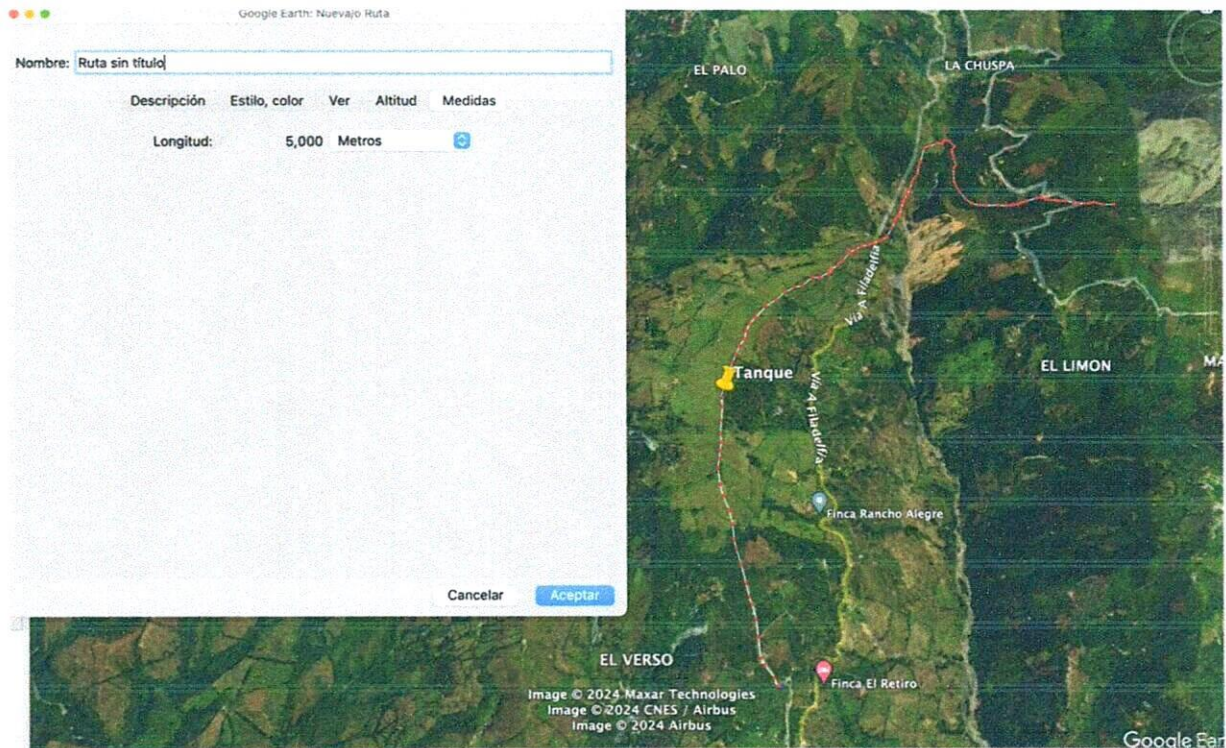 Google Earth: Nuevajo Ruta
Nombre: Ruta sin título
Descripción Estilo, color Ver Altitud Medidas
Longitud: 5,000 Metros
Cancelar Aceptar
EL PALO
LA CHUSPA
Vía A Filadelfia
Tanque
EL LIMON
MA
Vía A Filadelfia
Finca Rancho Alegre
EL VERSO
Finca El Retiro
Image © 2024 Maxar Technologies
Image © 2024 CNES / Airbus
Image © 2024 Airbus
Google Ear